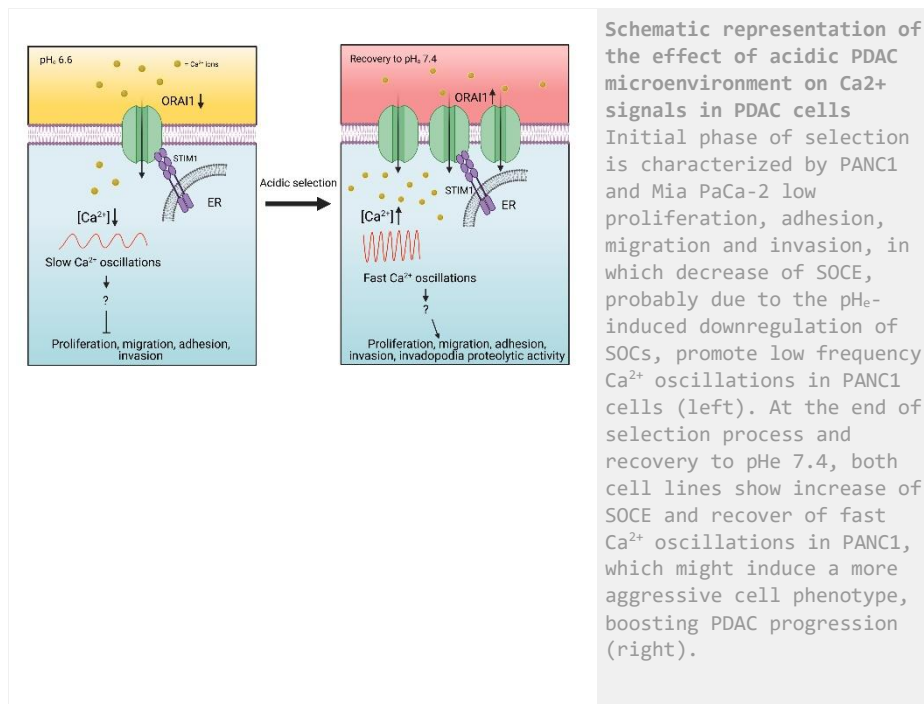 pHₑ 6.6
= Ca²⁺ ions
ORAI1
STIM1
ER
[Ca²⁺]
Slow Ca²⁺ oscillations
?
Proliferation, migration, adhesion,
invasion
Acidic selection
Recovery to pHₑ 7.4
ORAI1
STIM1
ER
[Ca²⁺]
Fast Ca²⁺ oscillations
?
Proliferation, migration, adhesion,
invasion, invadopodia proteolytic activity
Schematic representation of
the effect of acidic PDAC
microenvironment on Ca2+
signals in PDAC cells
Initial phase of selection
is characterized by PANC1
and Mia PaCa-2 low
proliferation, adhesion,
migration and invasion, in
which decrease of SOCE,
probably due to the pHₑ-
induced downregulation of
SOCs, promote low frequency
Ca²⁺ oscillations in PANC1
cells (left). At the end of
selection process and
recovery to pHe 7.4, both
cell lines show increase of
SOCE and recover of fast
Ca²⁺ oscillations in PANC1,
which might induce a more
aggressive cell phenotype,
boosting PDAC progression
(right).